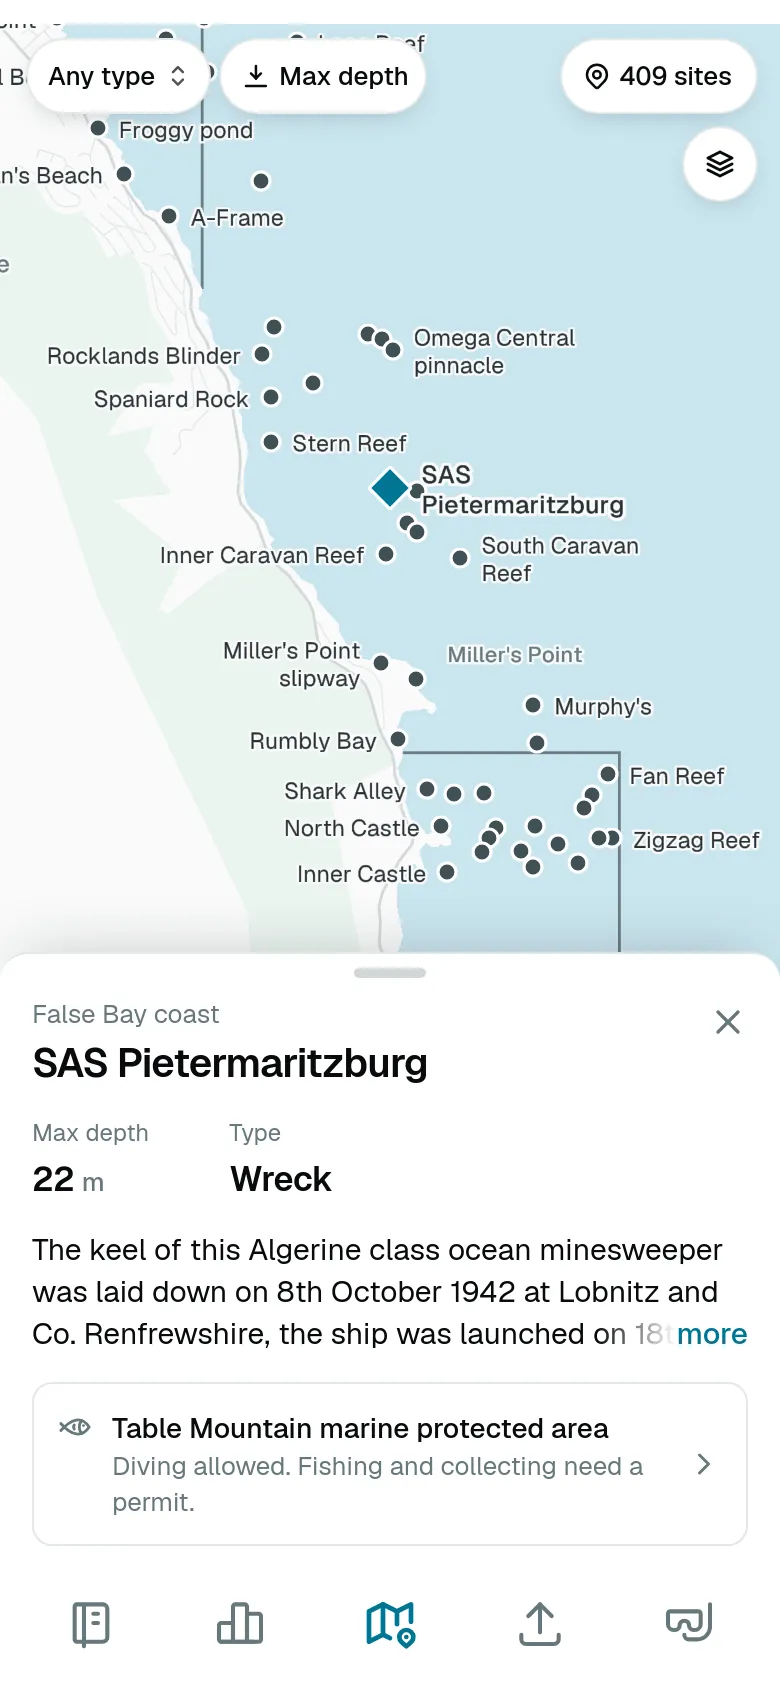 Any type
Max depth
409 sites
Froggy pond
n's Beach
A-Frame
Omega Central
pinnacle
Rocklands Blinder
Spaniard Rock
Stern Reef
SAS
Pietermaritzburg
Inner Caravan Reef
South Caravan
Reef
Miller's Point
slipway
Miller's Point
Murphy's
Rumbly Bay
Fan Reef
Shark Alley
North Castle
Zigzag Reef
Inner Castle
False Bay coast
SAS Pietermaritzburg
Max depth
Type
22 m
Wreck
The keel of this Algerine class ocean minesweeper
was laid down on 8th October 1942 at Lobnitz and
Co. Renfrewshire, the ship was launched on 18t more
Table Mountain marine protected area
Diving allowed. Fishing and collecting need a
permit.